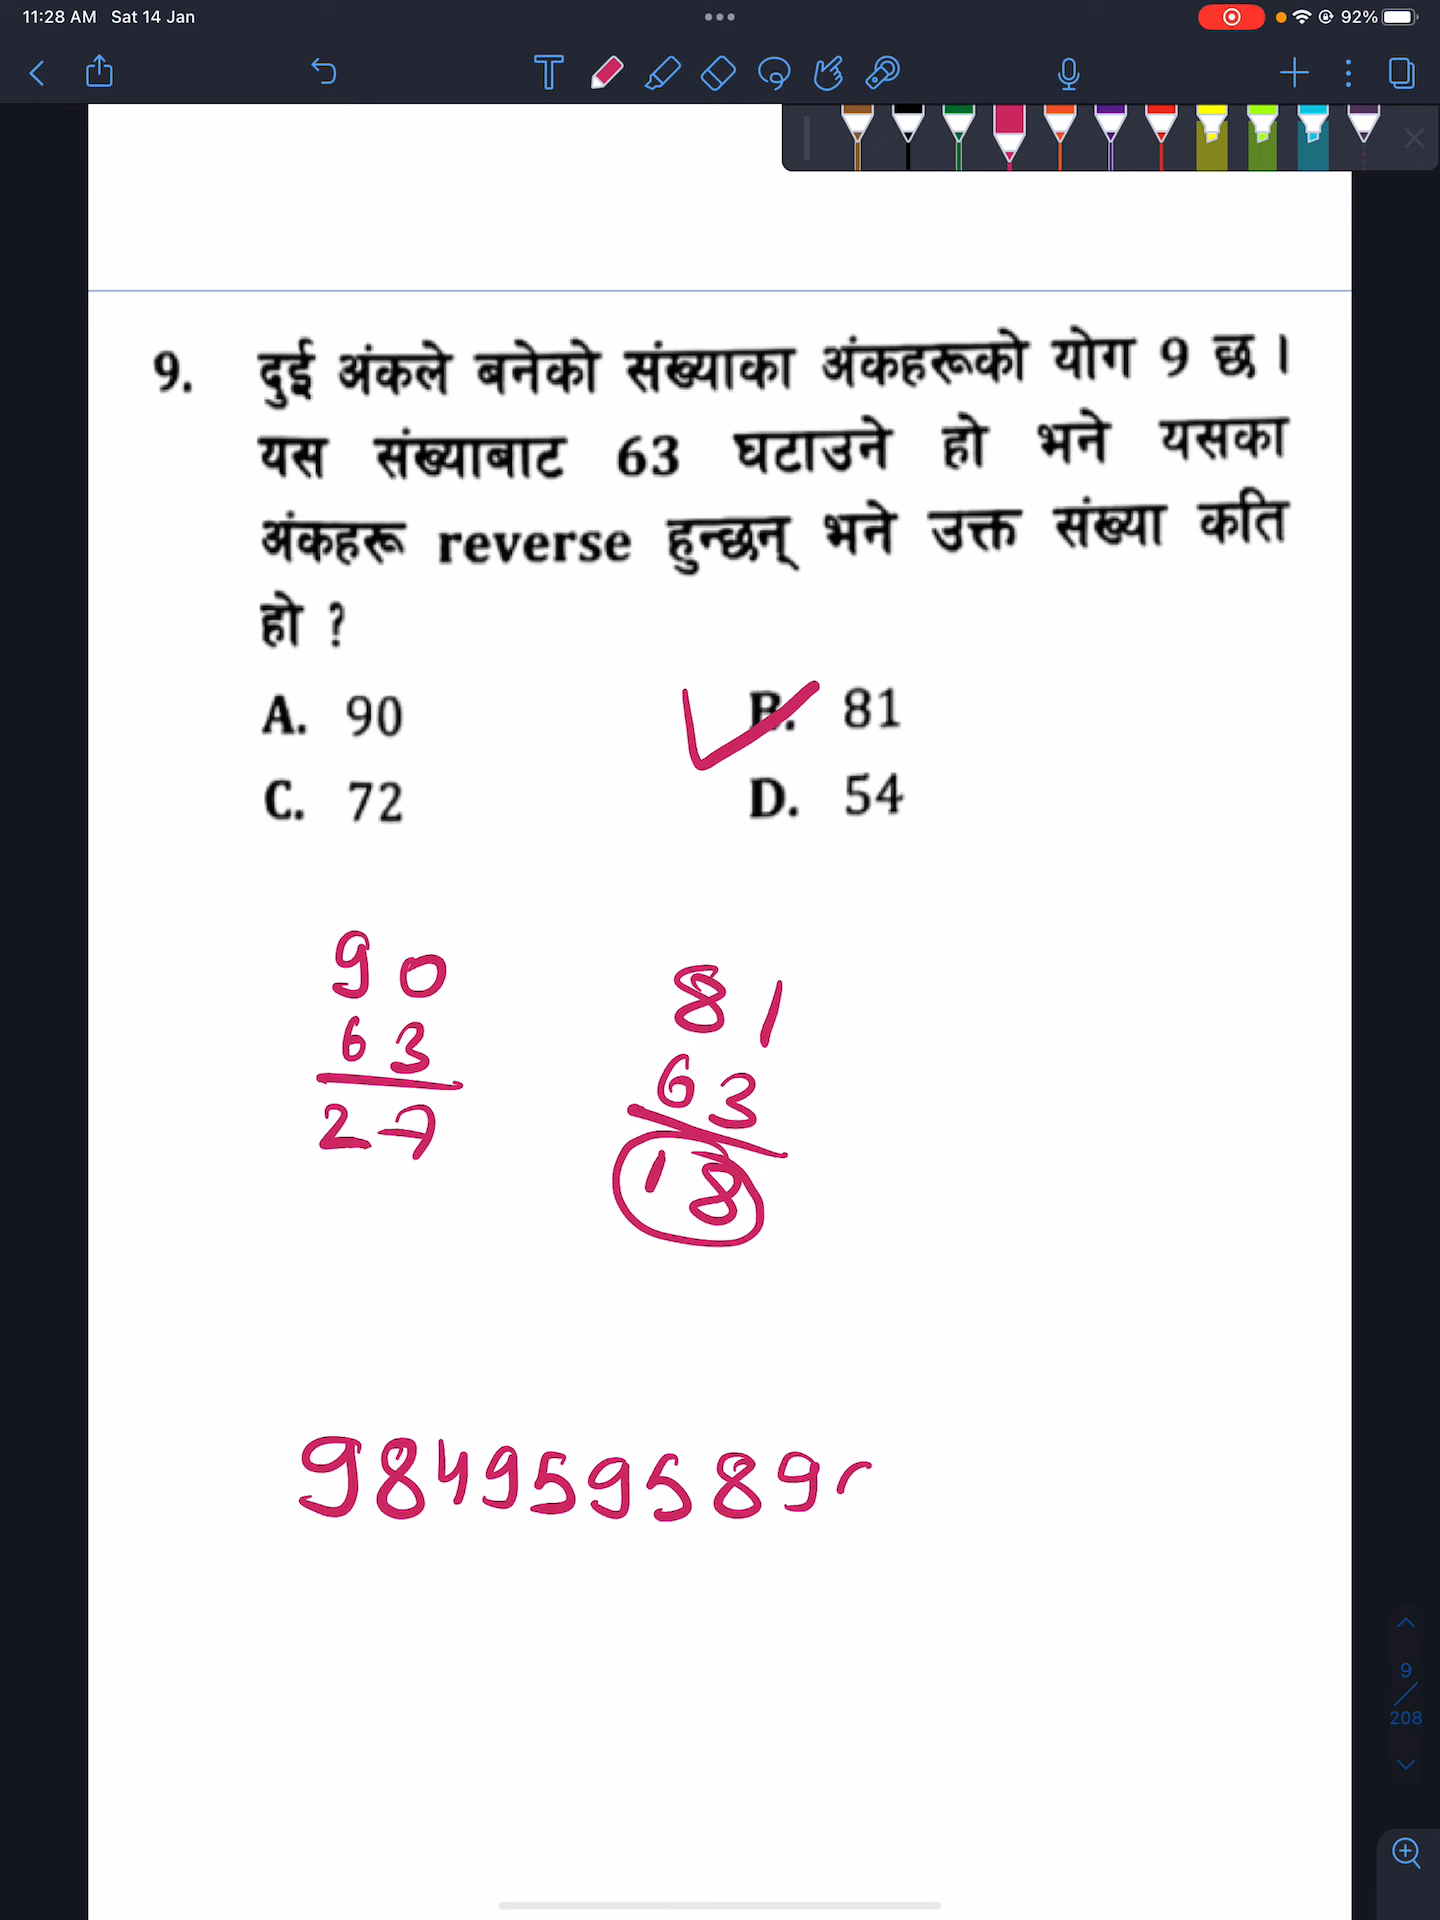 11:28 AM Sat 14 Jan
92%
9. दुई अंकले बनेको संख्याका अंकहरूको योग 9 छ ।
यस संख्याबाट 63 घटाउने हो भने यसका
अंकहरू reverse हुन्छन् भने उक्त संख्या कति
हो ?
A. 90 B. 81
C. 72 D. 54
90
63
27
81
63
18
984959589
9
208